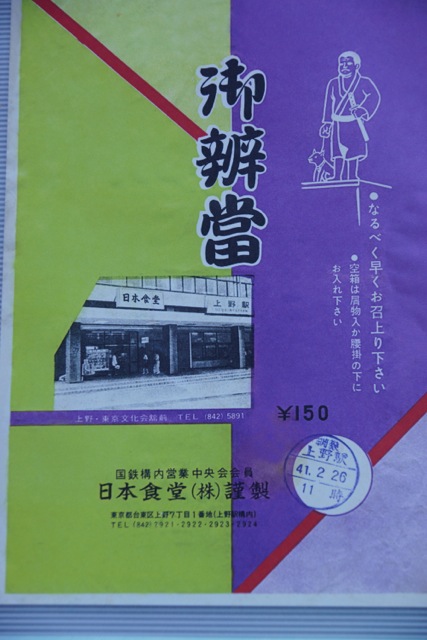 御辨當
●なるべく早くお召上り下さい
●空箱は屑物入か腰掛の下に
お入れ下さい
日本食堂
上野駅
上野・東京文化会館前 TEL (842) 5891
¥150
調製
上野駅
41.2.26
11 時
国鉄構内営業中央会会員
日本食堂(株)謹製
東京都台東区上野7丁目1番地(上野駅構内)
TEL (842) 2921・2922・2923・2924